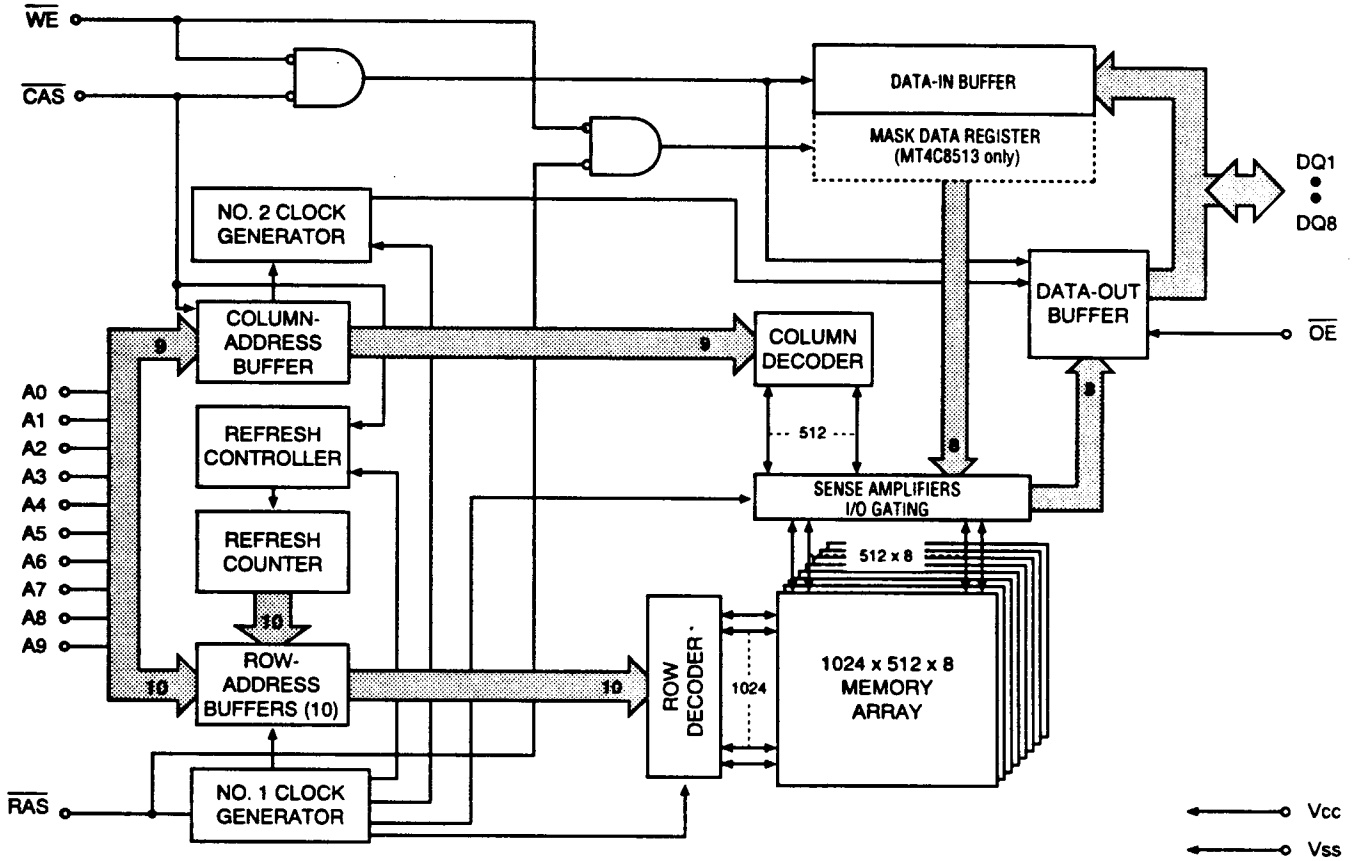 WE
CAS
DATA-IN BUFFER
MASK DATA REGISTER
(MT4C8513 only)
DQ1
DQ8
NO. 2 CLOCK
GENERATOR
DATA-OUT
BUFFER
OE
COLUMN-
ADDRESS
BUFFER
9
9
COLUMN
DECODER
A0
A1
A2
A3
A4
A5
A6
A7
A8
A9
REFRESH
CONTROLLER
512
8
8
SENSE AMPLIFIERS
I/O GATING
REFRESH
COUNTER
512 x 8
10
ROW-
ADDRESS
BUFFERS (10)
10
10
ROW
DECODER
1024
1024 x 512 x 8
MEMORY
ARRAY
RAS
NO. 1 CLOCK
GENERATOR
Vcc
Vss